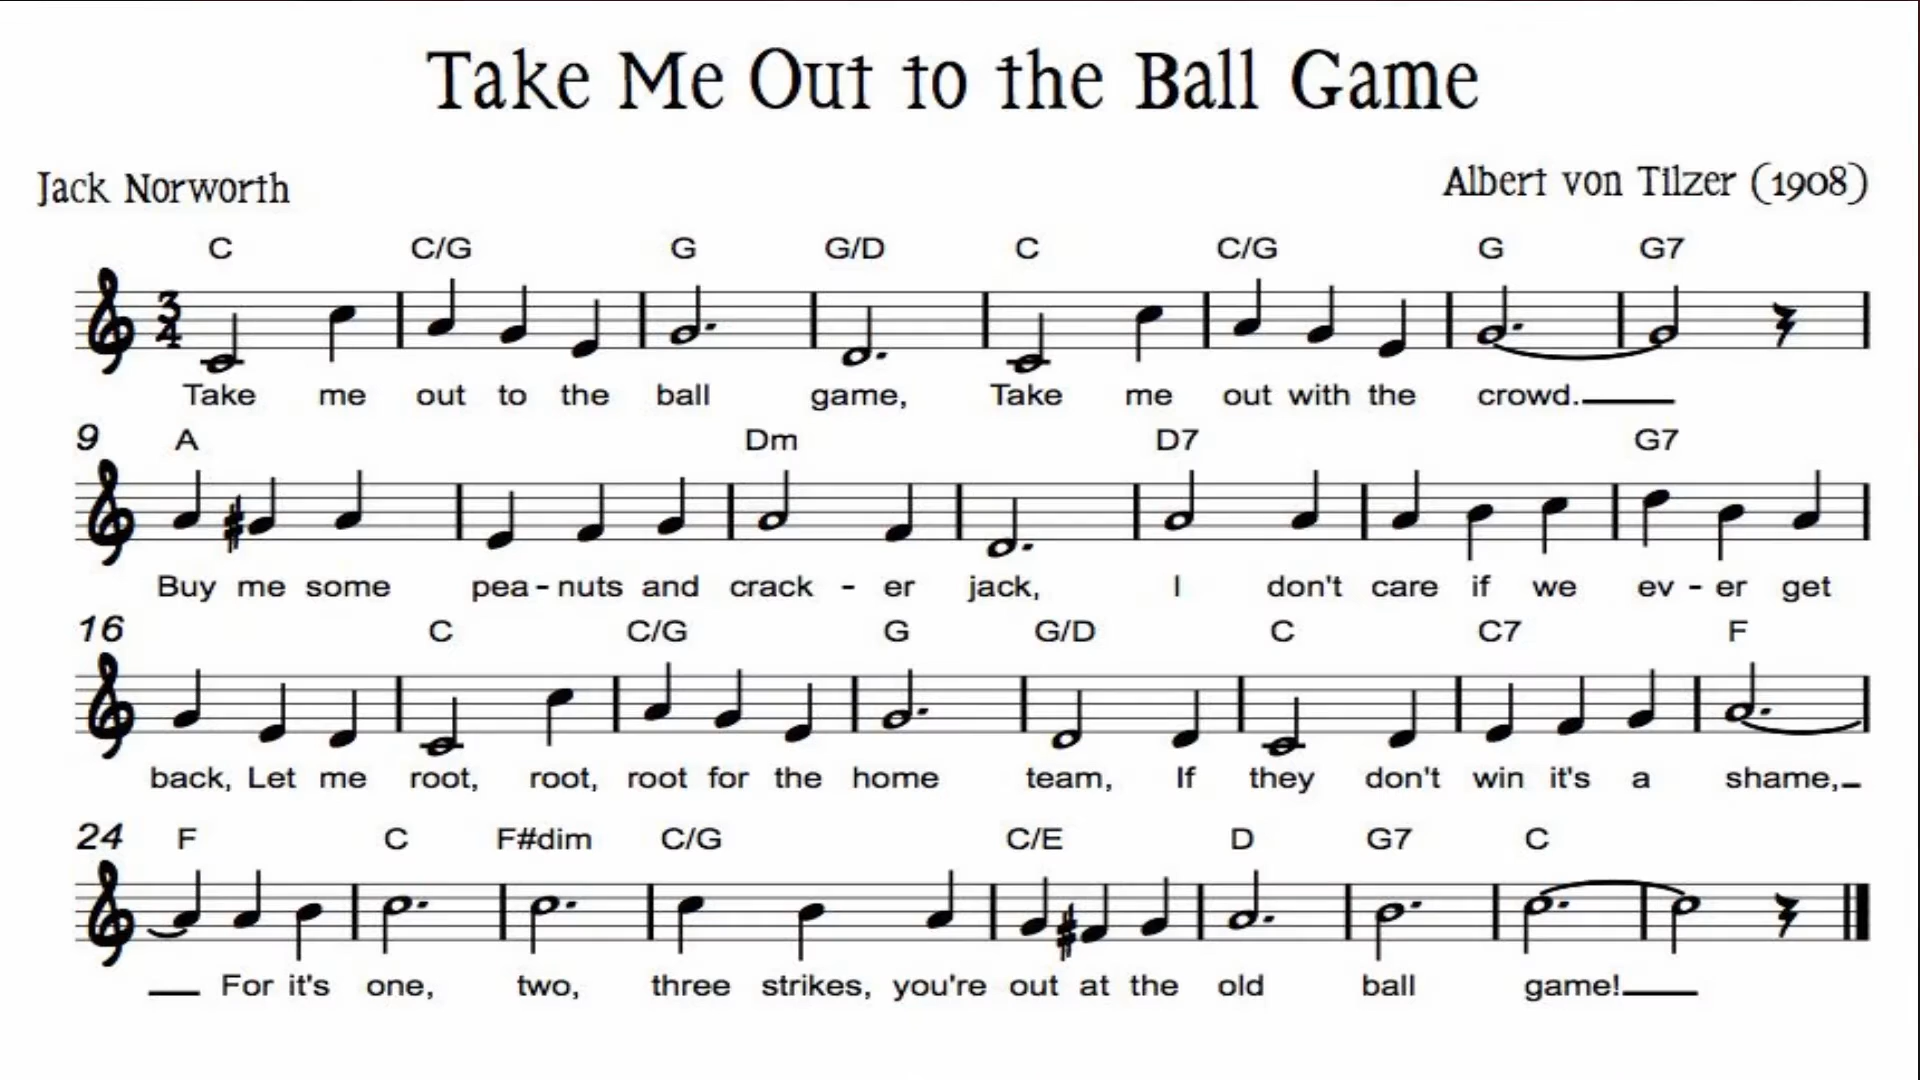 Take Me Out to the Ball Game
Jack Norworth
Albert von Tilzer (1908)
C C/G G G/D C C/G G G7
3
4
Take me out to the ball game, Take me out with the crowd.
9 A Dm D7 G7
Buy me some pea - nuts and crack - er jack, I don't care if we ev - er get
16 C C/G G G/D C C7 F
back, Let me root, root, root for the home team, If they don't win it's a shame,
24 F C F#dim C/G C/E D G7 C
For it's one, two, three strikes, you're out at the old ball game!